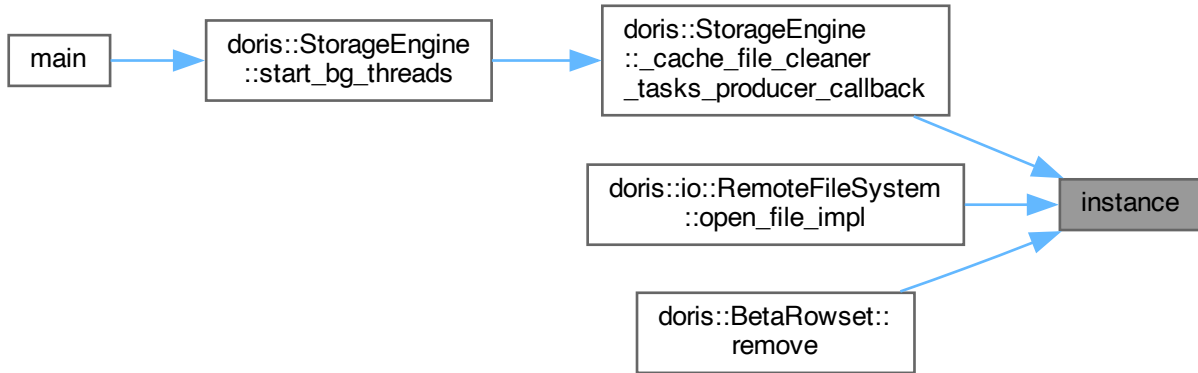 main
doris::StorageEngine
::start_bg_threads
doris::StorageEngine
::_cache_file_cleaner
_tasks_producer_callback
doris::io::RemoteFileSystem
::open_file_impl
doris::BetaRowset::
remove
instance